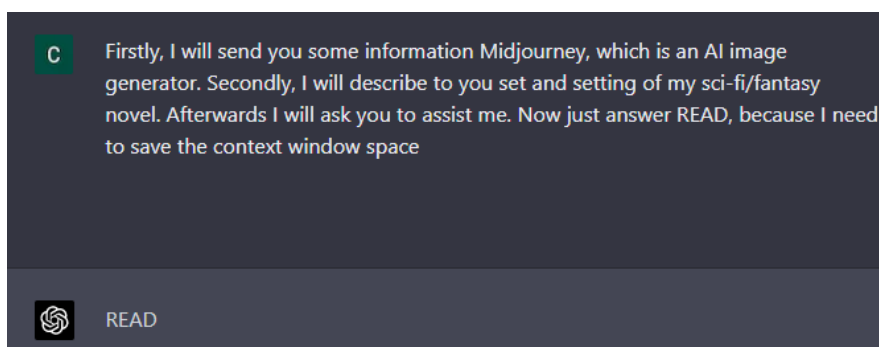 C
Firstly, I will send you some information Midjourney, which is an AI image
generator. Secondly, I will describe to you set and setting of my sci-fi/fantasy
novel. Afterwards I will ask you to assist me. Now just answer READ, because I need
to save the context window space
READ